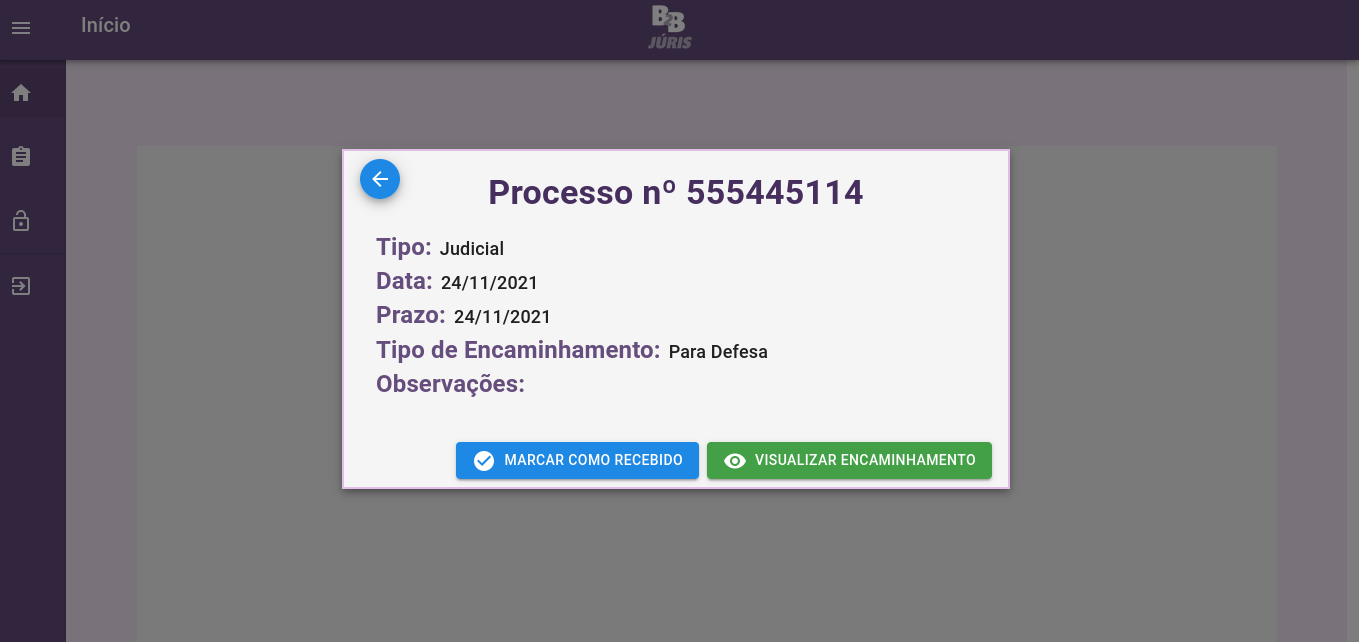 Início
B2B
JÚRIS
Processo nº 555445114
Tipo: Judicial
Data: 24/11/2021
Prazo: 24/11/2021
Tipo de Encaminhamento: Para Defesa
Observações:
MARCAR COMO RECEBIDO
VISUALIZAR ENCAMINHAMENTO